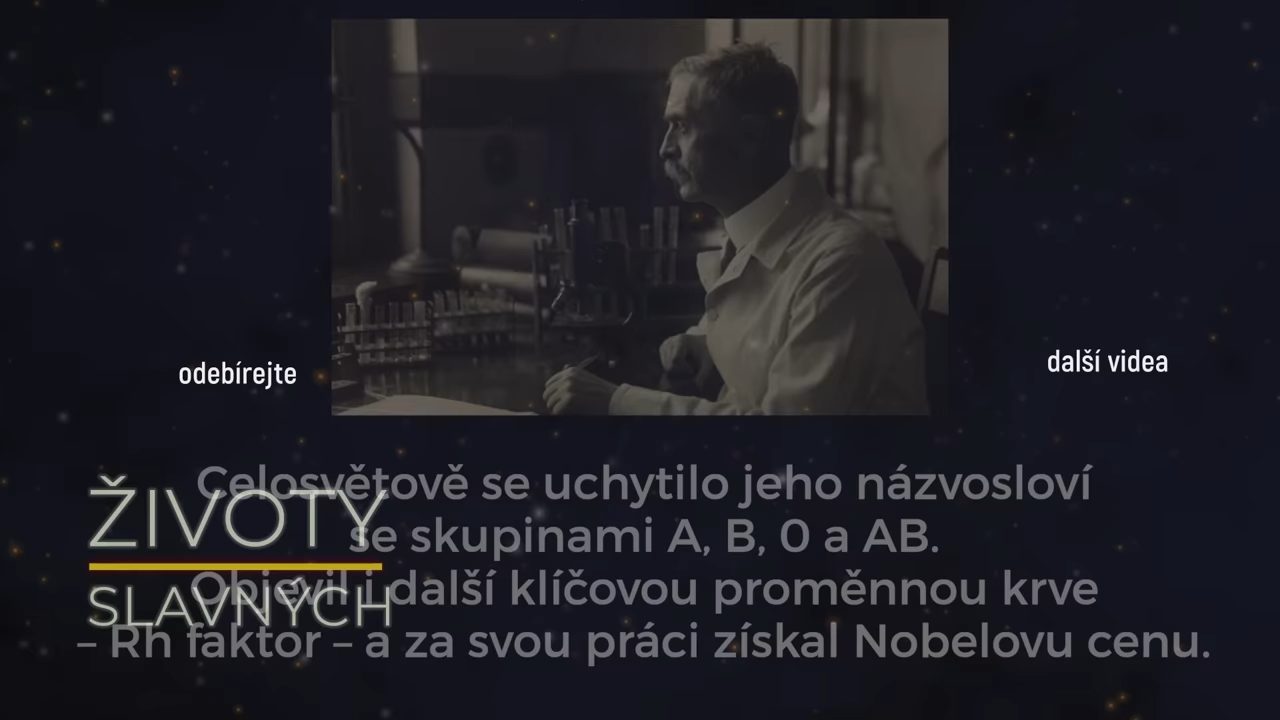 odebírejte
další videa
Celosvětově se uchytilo jeho názvosloví
se skupinami A, B, 0 a AB.
Objevil i další klíčovou proměnnou krve
– Rh faktor – a za svou práci získal Nobelovu cenu.
ŽIVOTY
SLAVNÝCH